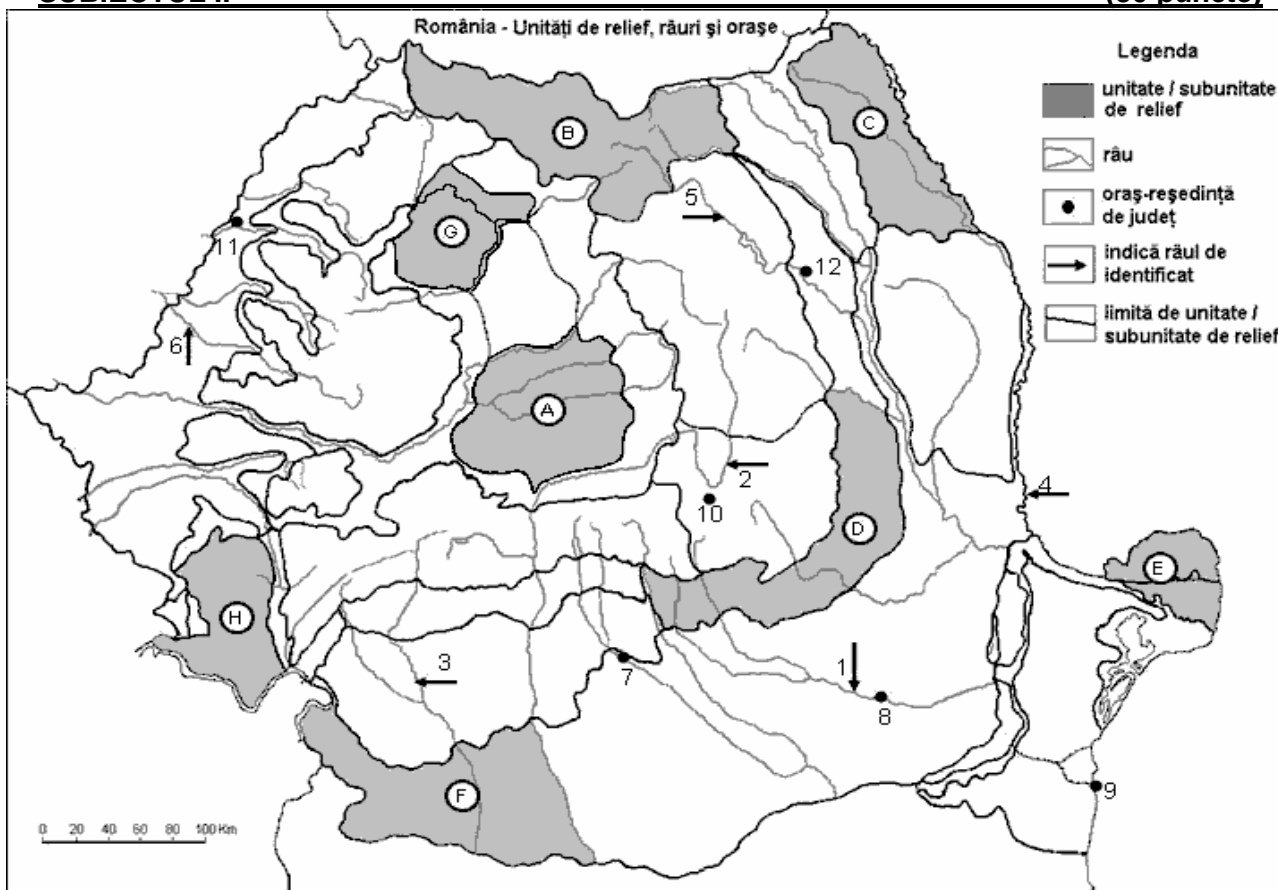 România - Unități de relief, râuri și orașe
Legenda
unitate / subunitate
de relief
râu
oraș-reședință
de județ
indică râul de
identificat
limită de unitate /
subunitate de relief
B
C
5
G
11
12
6
A
2
10
4
D
E
H
3
7
1
8
F
9
0 20 40 60 80 100 Km